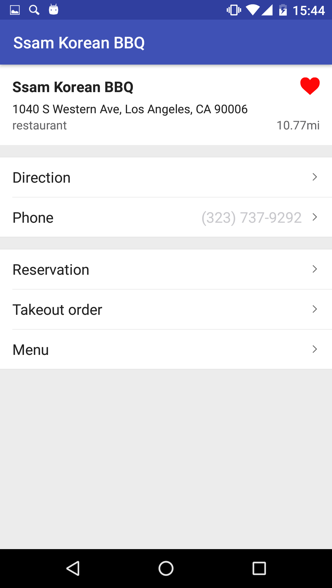 15:44
Ssam Korean BBQ
Ssam Korean BBQ
1040 S Western Ave, Los Angeles, CA 90006
restaurant 10.77mi
Direction
Phone (323) 737-9292
Reservation
Takeout order
Menu